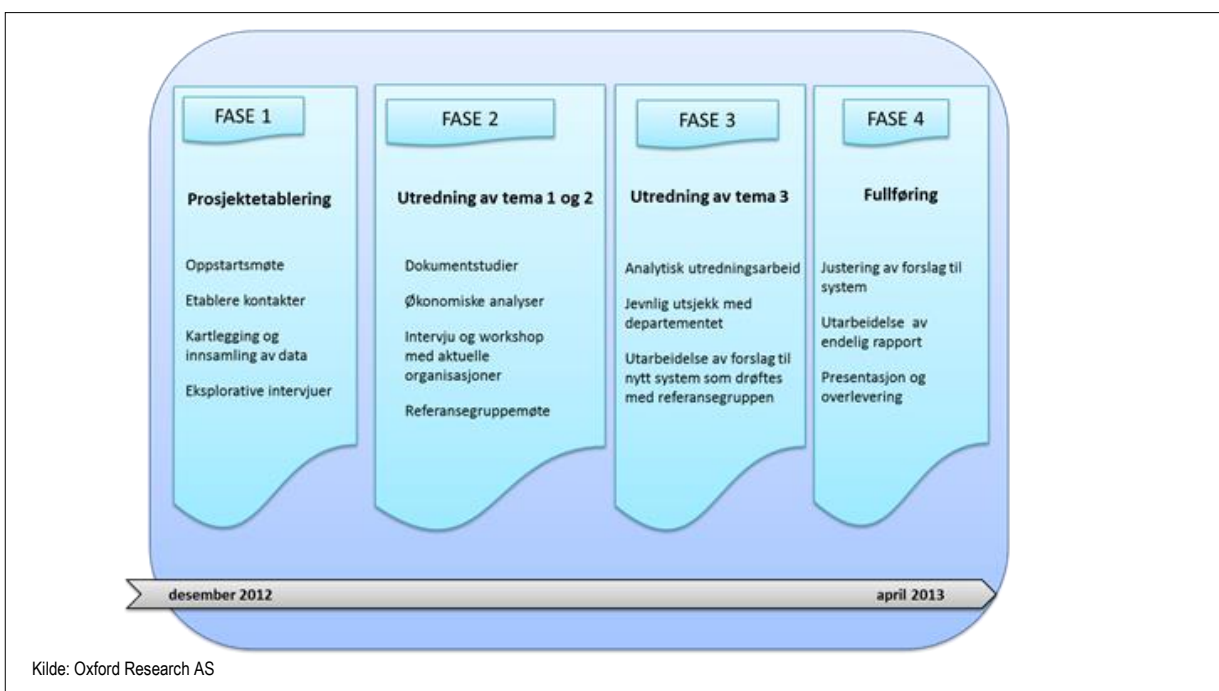 FASE 1
Prosjektetablering
Oppstartsmøte
Etablere kontakter
Kartlegging og
innsamling av data
Eksplorative intervjuer
FASE 2
Utredning av tema 1 og 2
Dokumentstudier
Økonomiske analyser
Intervju og workshop
med aktuelle
organisasjoner
Referansegruppemøte
FASE 3
Utredning av tema 3
Analytisk utredningsarbeid
Jevnlig utsjekk med
departementet
Utarbeidelse av forslag til
nytt system som drøftes
med referansegruppen
FASE 4
Fullføring
Justering av forslag til
system
Utarbeidelse av
endelig rapport
Presentasjon og
overlevering
desember 2012
april 2013
Kilde: Oxford Research AS